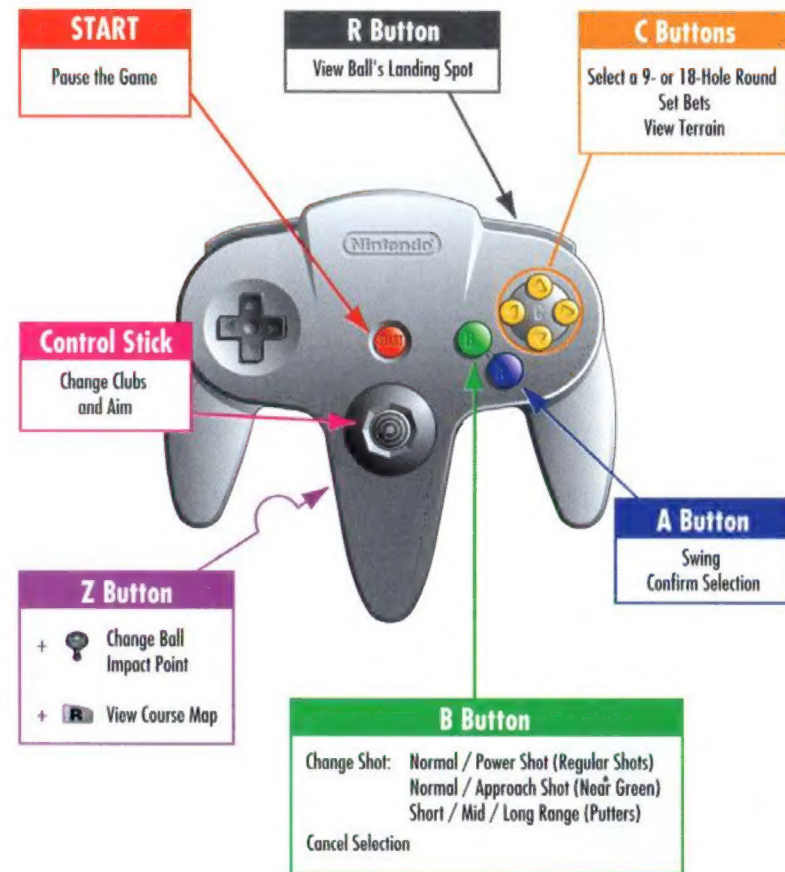 START
Pause the Game
R Button
View Ball's Landing Spot
C Buttons
Select a 9- or 18-Hole Round
Set Bets
View Terrain
Nintendo
C
START
B
A
Control Stick
Change Clubs
and Aim
A Button
Swing
Confirm Selection
Z Button
+ Change Ball
Impact Point
+ R View Course Map
B Button
Change Shot: Normal / Power Shot (Regular Shots)
Normal / Approach Shot (Near Green)
Short / Mid / Long Range (Putters)
Cancel Selection